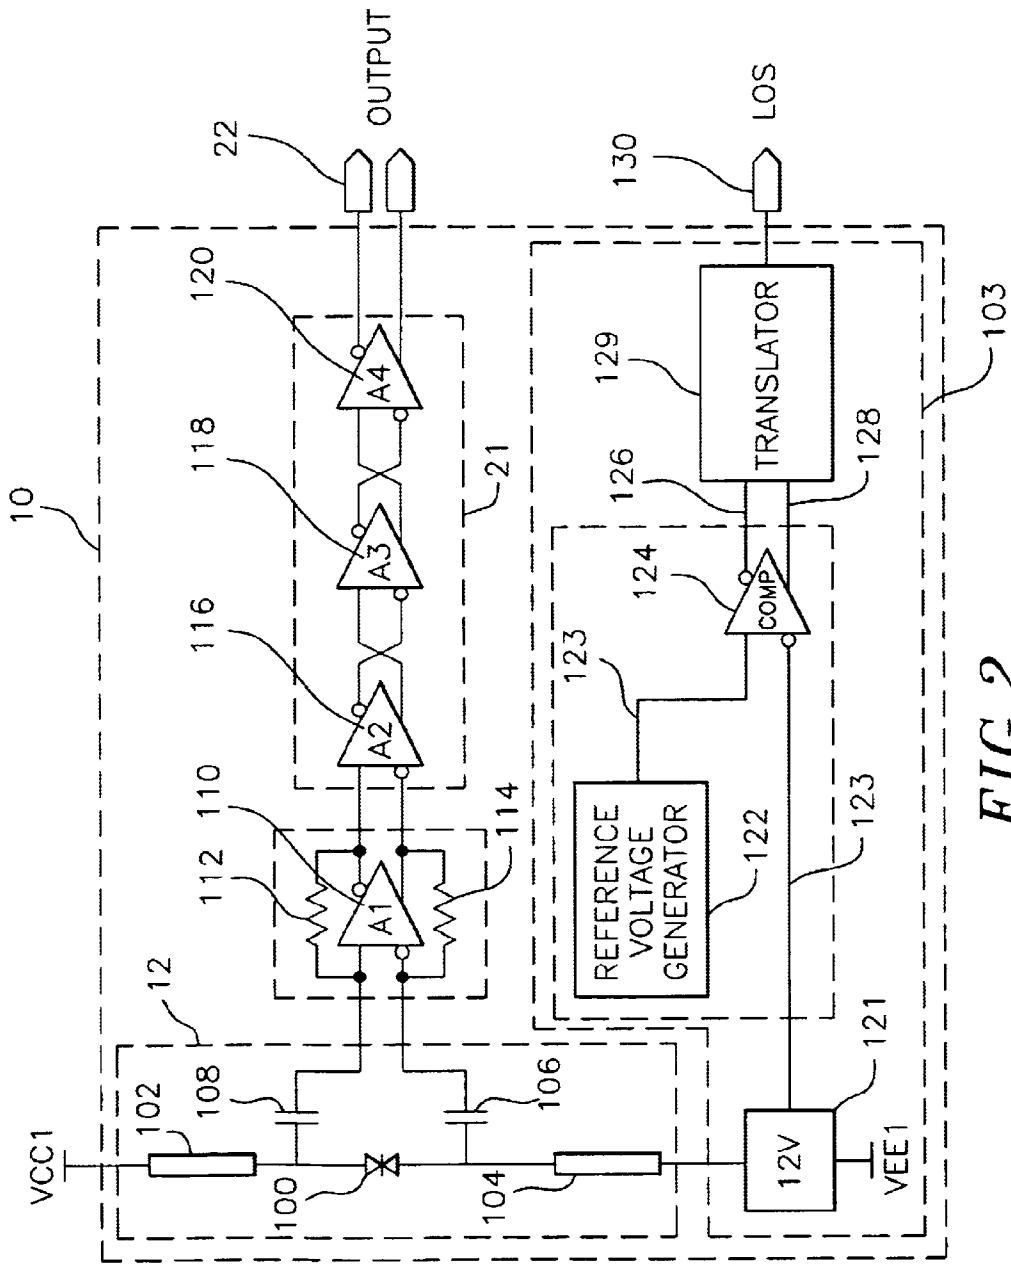 10
VCC1
102
108
12
100
104
106
112
110
A1
114
116
A2
118
A3
120
A4
21
22
OUTPUT
REFERENCE
VOLTAGE
GENERATOR
122
123
124
COMP
126
128
129
TRANSLATOR
130
LOS
103
123
12V
121
VEE1
FIG 2